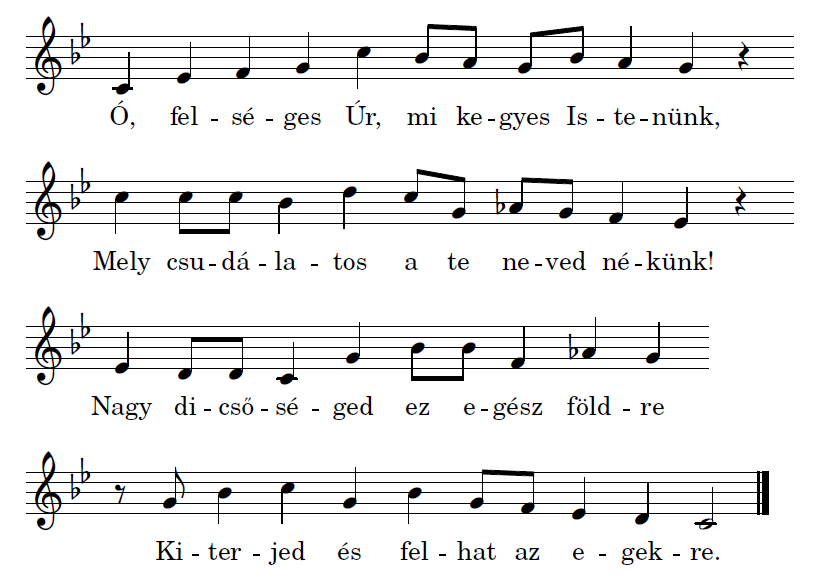 Ó, fel - sé - ges Úr, mi ke - gyes Is - te - nünk,
Mely csu - dá - la - tos a te ne - ved né - künk!
Nagy di - cső - sé - ged ez e - gész föld - re
Ki - ter - jed és fel - hat az e - gek - re.